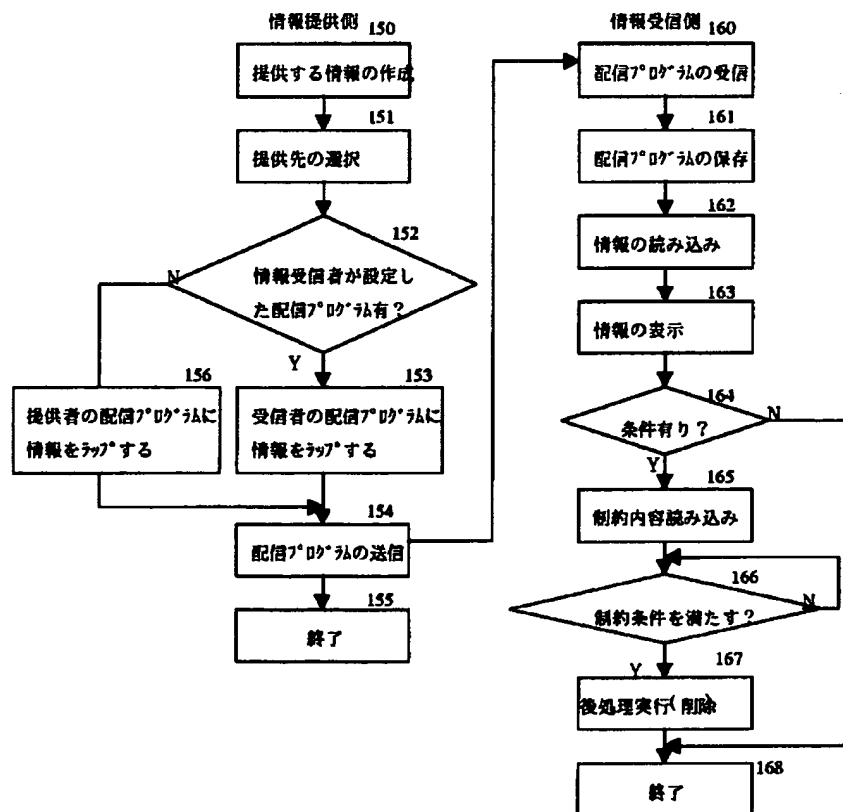 情報提供側
150
提供する情報の作成
151
提供先の選択
152
情報受信者が設定し
た配信ﾌﾟﾛｸﾞﾗﾑ有？
N
Y
156
提供者の配信ﾌﾟﾛｸﾞﾗﾑに
情報をﾗｯﾌﾟする
153
受信者の配信ﾌﾟﾛｸﾞﾗﾑに
情報をﾗｯﾌﾟする
154
配信ﾌﾟﾛｸﾞﾗﾑの送信
155
終了
情報受信側
160
配信ﾌﾟﾛｸﾞﾗﾑの受信
161
配信ﾌﾟﾛｸﾞﾗﾑの保存
162
情報の読み込み
163
情報の表示
164
条件有り？
N
Y
165
制約内容読み込み
166
制約条件を満たす？
N
Y
167
後処理実行(削除)
168
終了